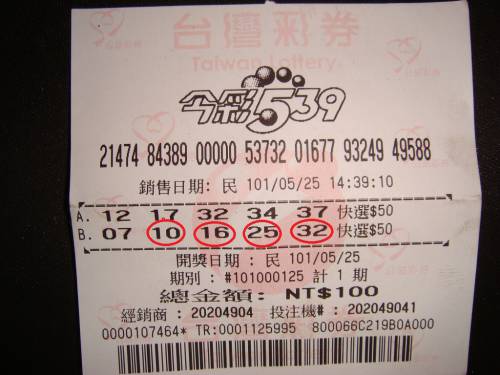 台灣彩券
Taiwan Lottery
今彩539
21474 84389 00000 53732 01677 93249 49588
銷售日期: 民 101/05/25 14:39:10
A. 12 17 32 34 37 快選$50
B. 07 10 16 25 32 快選$50
開獎日期 : 民 101/05/25
期別 : #101000125 計 1 期
總金額: NT$100
經銷商 : 20204904 投注機# : 202049041
0000107464* TR:0001125995 800066C219B0A000